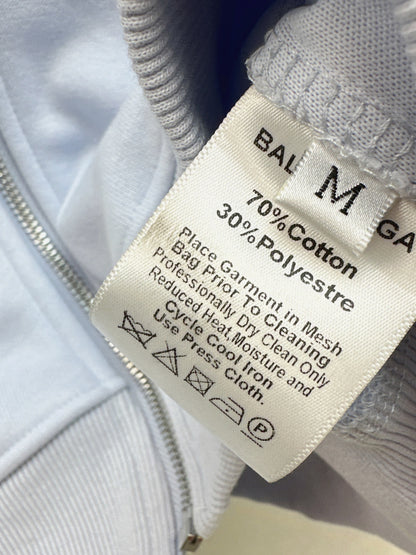 BAL GA
M
70%Cotton
30%Polyestre
Place Garment in Mesh
Bag Prior To Cleaning
Professionally Dry Clean Only
Reduced Heat,Moisture and
Cycle Cool Iron
Use Press Cloth.
P